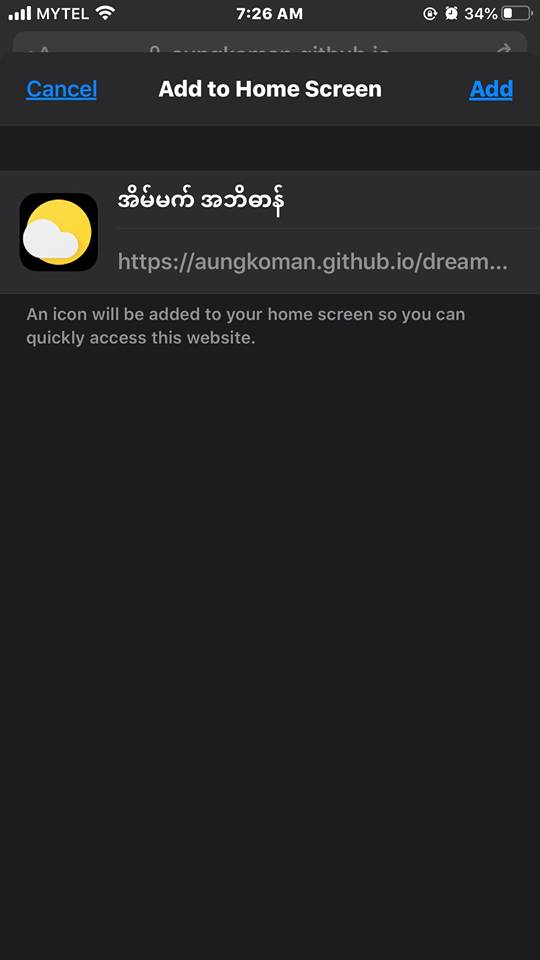 MYTEL 7:26 AM 34%
aungkoman.github.io
Cancel Add to Home Screen Add
အိမ်မက် အဘိဓာန်
https://aungkoman.github.io/dream...
An icon will be added to your home screen so you can
quickly access this website.